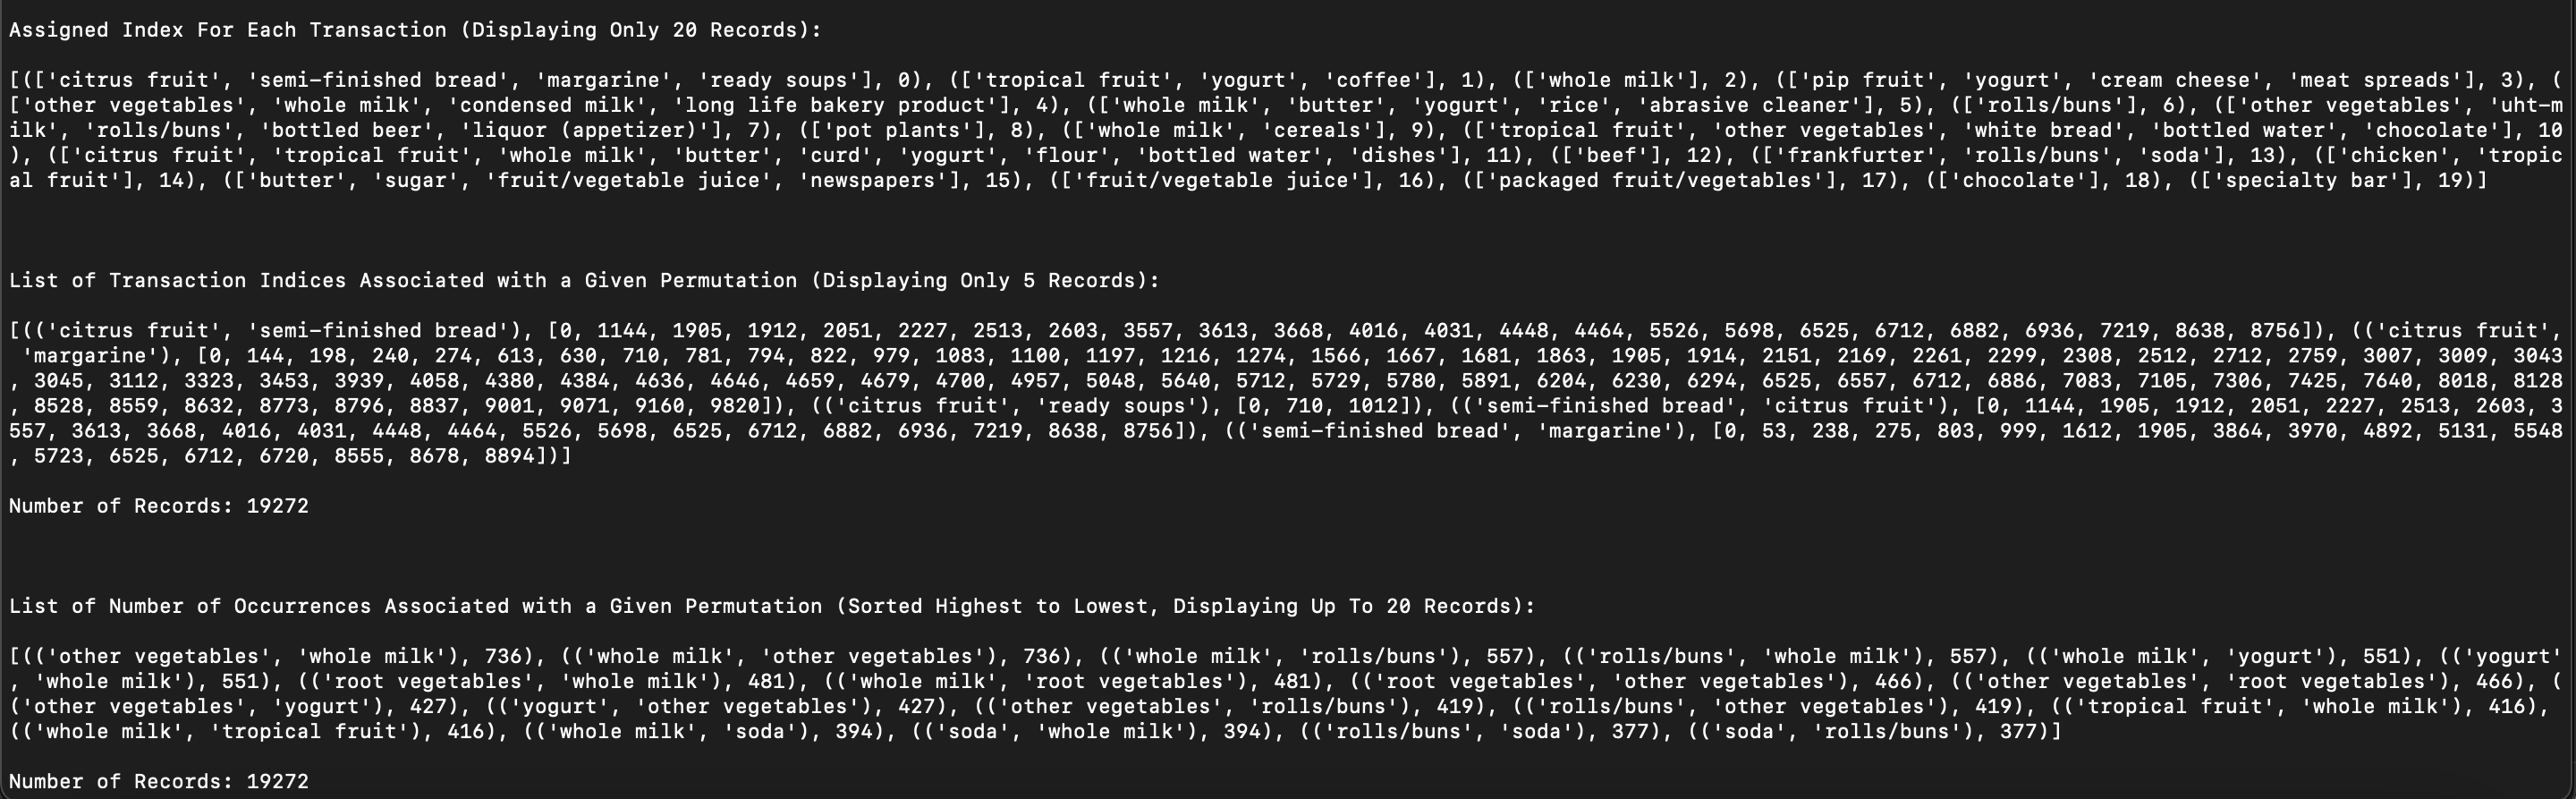 Assigned Index For Each Transaction (Displaying Only 20 Records):
[(['citrus fruit', 'semi-finished bread', 'margarine', 'ready soups'], 0), (['tropical fruit', 'yogurt', 'coffee'], 1), (['whole milk'], 2), (['pip fruit', 'yogurt', 'cream cheese', 'meat spreads'], 3), (
['other vegetables', 'whole milk', 'condensed milk', 'long life bakery product'], 4), (['whole milk', 'butter', 'yogurt', 'rice', 'abrasive cleaner'], 5), (['rolls/buns'], 6), (['other vegetables', 'uht-m
ilk', 'rolls/buns', 'bottled beer', 'liquor (appetizer)'], 7), (['pot plants'], 8), (['whole milk', 'cereals'], 9), (['tropical fruit', 'other vegetables', 'white bread', 'bottled water', 'chocolate'], 10
), (['citrus fruit', 'tropical fruit', 'whole milk', 'butter', 'curd', 'yogurt', 'flour', 'bottled water', 'dishes'], 11), (['beef'], 12), (['frankfurter', 'rolls/buns', 'soda'], 13), (['chicken', 'tropic
al fruit'], 14), (['butter', 'sugar', 'fruit/vegetable juice', 'newspapers'], 15), (['fruit/vegetable juice'], 16), (['packaged fruit/vegetables'], 17), (['chocolate'], 18), (['specialty bar'], 19)]
List of Transaction Indices Associated with a Given Permutation (Displaying Only 5 Records):
[(('citrus fruit', 'semi-finished bread'), [0, 1144, 1905, 1912, 2051, 2227, 2513, 2603, 3557, 3613, 3668, 4016, 4031, 4448, 4464, 5526, 5698, 6525, 6712, 6882, 6936, 7219, 8638, 8756]), (('citrus fruit',
 'margarine'), [0, 144, 198, 240, 274, 613, 630, 710, 781, 794, 822, 979, 1083, 1100, 1197, 1216, 1274, 1566, 1667, 1681, 1863, 1905, 1914, 2151, 2169, 2261, 2299, 2308, 2512, 2712, 2759, 3007, 3009, 3043
, 3045, 3112, 3323, 3453, 3939, 4058, 4380, 4384, 4636, 4646, 4659, 4679, 4700, 4957, 5048, 5640, 5712, 5729, 5780, 5891, 6204, 6230, 6294, 6525, 6557, 6712, 6886, 7083, 7105, 7306, 7425, 7640, 8018, 8128
, 8528, 8559, 8632, 8773, 8796, 8837, 9001, 9071, 9160, 9820]), (('citrus fruit', 'ready soups'), [0, 710, 1012]), (('semi-finished bread', 'citrus fruit'), [0, 1144, 1905, 1912, 2051, 2227, 2513, 2603, 3
557, 3613, 3668, 4016, 4031, 4448, 4464, 5526, 5698, 6525, 6712, 6882, 6936, 7219, 8638, 8756]), (('semi-finished bread', 'margarine'), [0, 53, 238, 275, 803, 999, 1612, 1905, 3864, 3970, 4892, 5131, 5548
, 5723, 6525, 6712, 6720, 8555, 8678, 8894])]
Number of Records: 19272
List of Number of Occurrences Associated with a Given Permutation (Sorted Highest to Lowest, Displaying Up To 20 Records):
[(('other vegetables', 'whole milk'), 736), (('whole milk', 'other vegetables'), 736), (('whole milk', 'rolls/buns'), 557), (('rolls/buns', 'whole milk'), 557), (('whole milk', 'yogurt'), 551), (('yogurt'
, 'whole milk'), 551), (('root vegetables', 'whole milk'), 481), (('whole milk', 'root vegetables'), 481), (('root vegetables', 'other vegetables'), 466), (('other vegetables', 'root vegetables'), 466), (
('other vegetables', 'yogurt'), 427), (('yogurt', 'other vegetables'), 427), (('other vegetables', 'rolls/buns'), 419), (('rolls/buns', 'other vegetables'), 419), (('tropical fruit', 'whole milk'), 416),
(('whole milk', 'tropical fruit'), 416), (('whole milk', 'soda'), 394), (('soda', 'whole milk'), 394), (('rolls/buns', 'soda'), 377), (('soda', 'rolls/buns'), 377)]
Number of Records: 19272